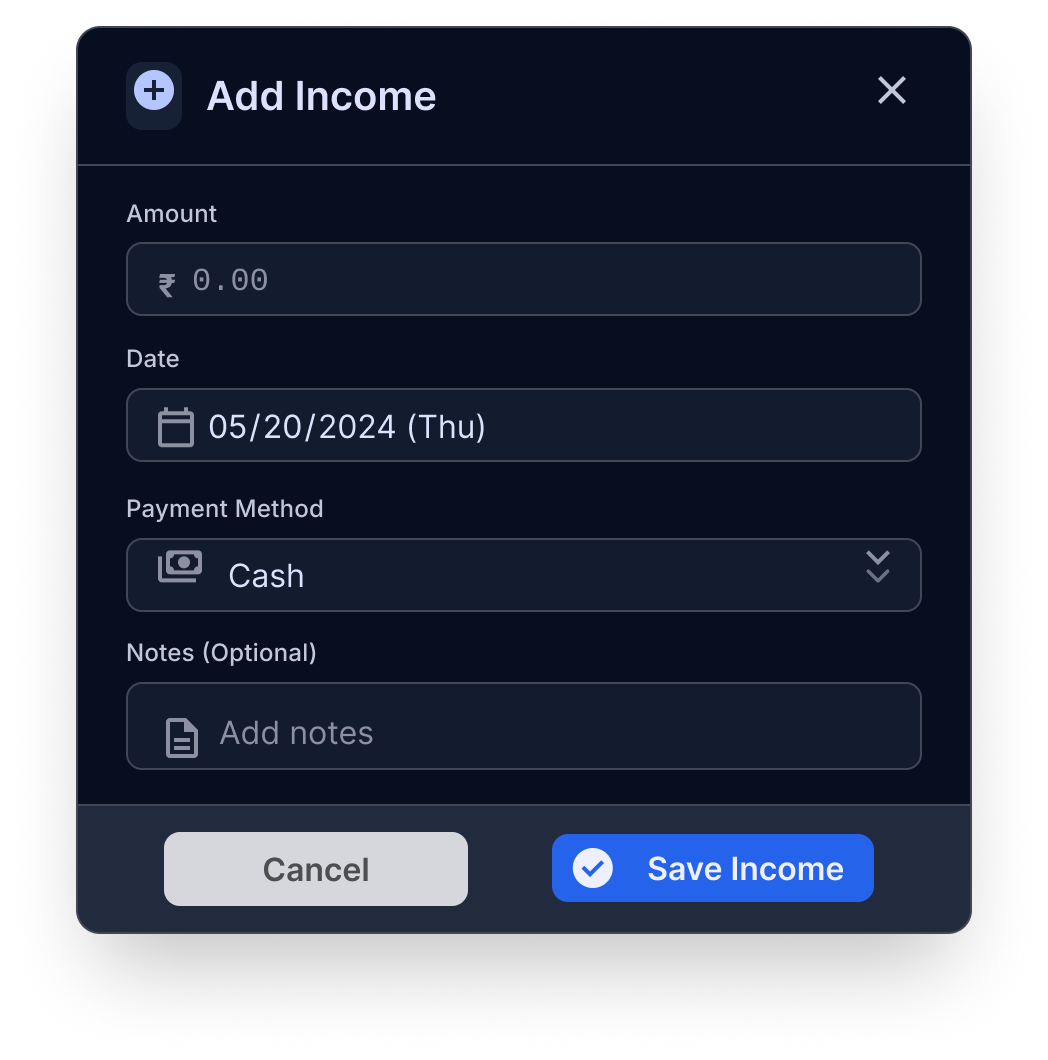 Add Income
Amount
₹ 0.00
Date
05/20/2024 (Thu)
Payment Method
Cash
Notes (Optional)
Add notes
Cancel
Save Income